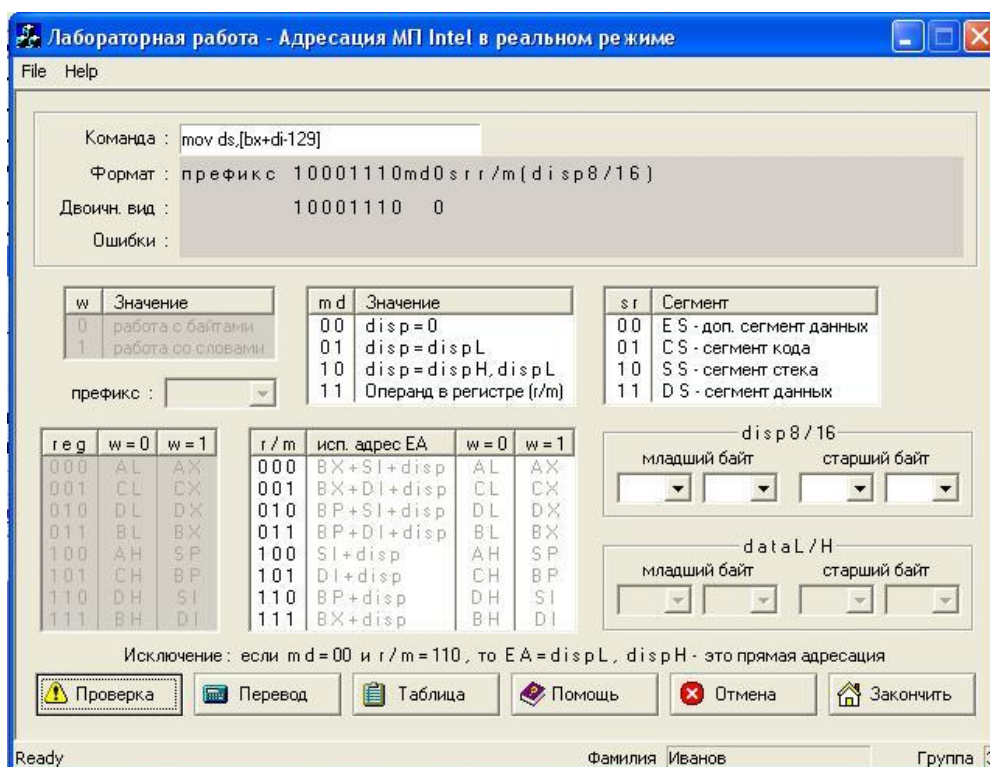 Лабораторная работа - Адресация МП Intel в реальном режиме
File Help
Команда : mov ds,[bx+di-129]
Формат : префикс 10001110md0srr/m(disp8/16)
Двоичн. вид : 10001110 0
Ошибки :
w Значение
0 работа с байтами
1 работа со словами
префикс :
md Значение
00 disp=0
01 disp=dispL
10 disp=dispH,dispL
11 Операнд в регистре (r/m)
sr Сегмент
00 ES - доп. сегмент данных
01 CS - сегмент кода
10 SS - сегмент стека
11 DS - сегмент данных
reg w=0 w=1
000 AL AX
001 CL CX
010 DL DX
011 BL BX
100 AH SP
101 CH BP
110 DH SI
111 BH DI
r/m исп. адрес EA w=0 w=1
000 BX+SI+disp AL AX
001 BX+DI+disp CL CX
010 BP+SI+disp DL DX
011 BP+DI+disp BL BX
100 SI+disp AH SP
101 DI+disp CH BP
110 BP+disp DH SI
111 BX+disp BH DI
disp8/16
младший байт старший байт
dataL/H
младший байт старший байт
Исключение : если md=00 и r/m=110, то EA=dispL, dispH - это прямая адресация
Проверка Перевод Таблица Помощь Отмена Закончить
Ready Фамилия Иванов Группа